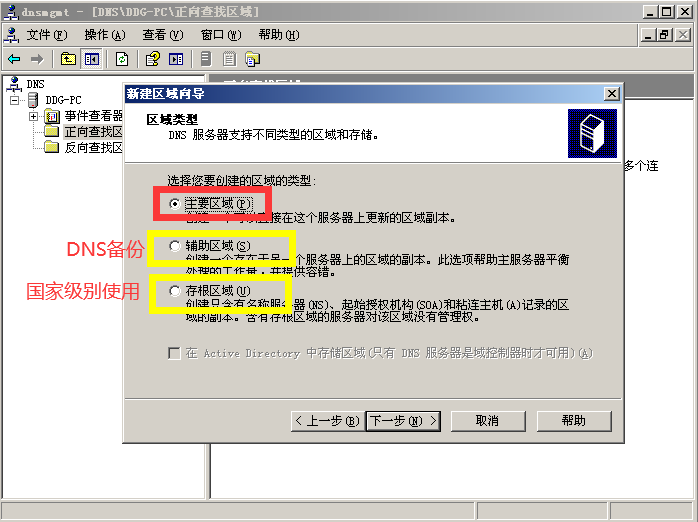 dnsmgmt - [DNS\DDG-PC\正向查找区域]
文件(F) 操作(A) 查看(V) 窗口(W) 帮助(H)
DNS
DDG-PC
事件查看器
正向查找区
反向查找区
新建区域向导
区域类型
DNS 服务器支持不同类型的区域和存储。
多个连
选择您要创建的区域的类型:
主要区域(P)
创建一个可以直接在这个服务器上更新的区域副本。
DNS备份
辅助区域(S)
创建一个存在于另一个服务器上的区域的副本。此选项帮助主服务器平衡
处理的工作量，并提供容错。
国家级别使用
存根区域(U)
创建只含有名称服务器(NS)、起始授权机构(SOA)和粘连主机(A)记录的区
域的副本。含有存根区域的服务器对该区域没有管理权。
在 Active Directory 中存储区域(只有 DNS 服务器是域控制器时才可用)(A)
< 上一步(B) 下一步(N) > 取消 帮助